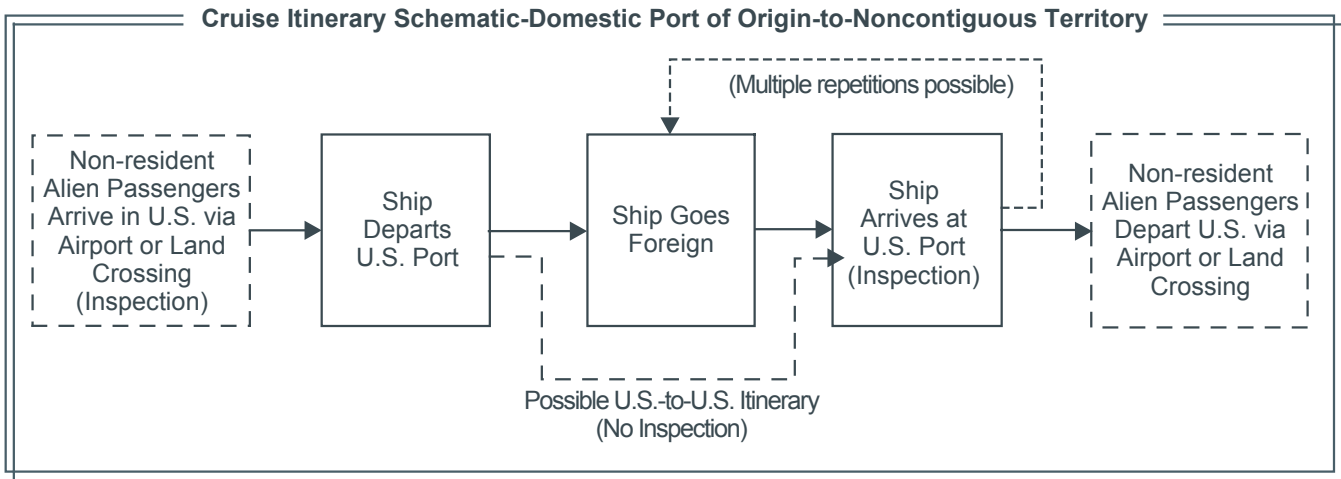 Cruise Itinerary Schematic-Domestic Port of Origin-to-Noncontiguous Territory
(Multiple repetitions possible)
Non-resident
Alien Passengers
Arrive in U.S. via
Airport or Land
Crossing
(Inspection)
Ship
Departs
U.S. Port
Ship Goes
Foreign
Ship
Arrives at
U.S. Port
(Inspection)
Non-resident
Alien Passengers
Depart U.S. via
Airport or Land
Crossing
Possible U.S.-to-U.S. Itinerary
(No Inspection)